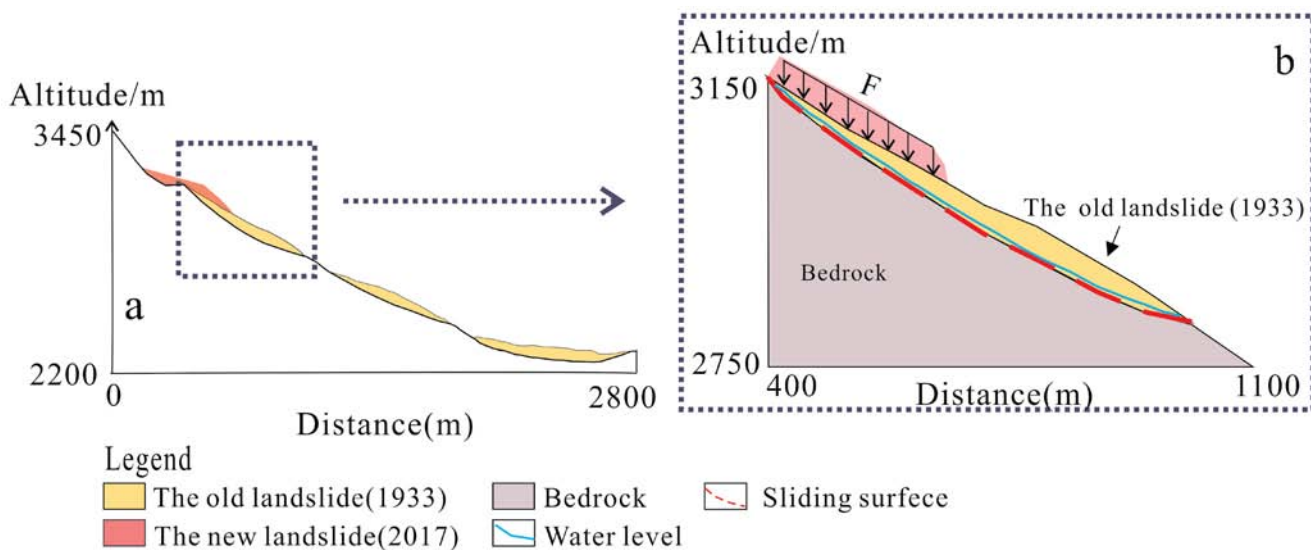 Altitude/m
3450
a
2200
0
2800
Distance(m)
Altitude/m
b
3150
F
The old landslide(1933)
Bedrock
2750
400
1100
Distance(m)
Legend
The old landslide(1933)
Bedrock
Sliding surfece
The new landslide(2017)
Water level